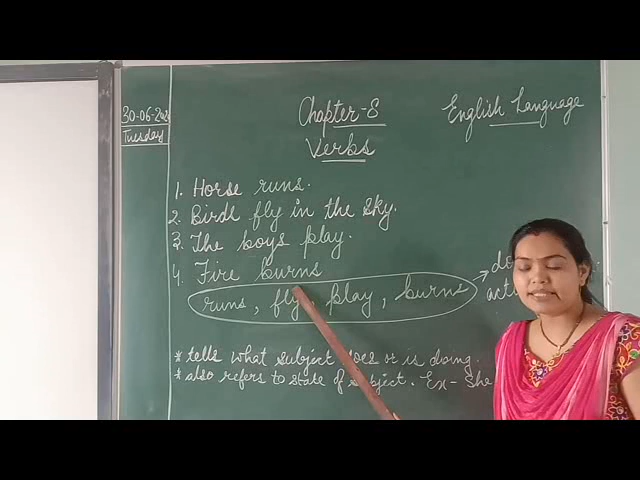 30-06-202
Tuesday
Chapter-8
English Language
Verbs
1. Horse runs.
2. Birds fly in the sky.
3. The boys play.
4. Fire burns
runs, fly, play, burns
* tells what subject does or is doing.
* also refers to state of subject. Ex- She